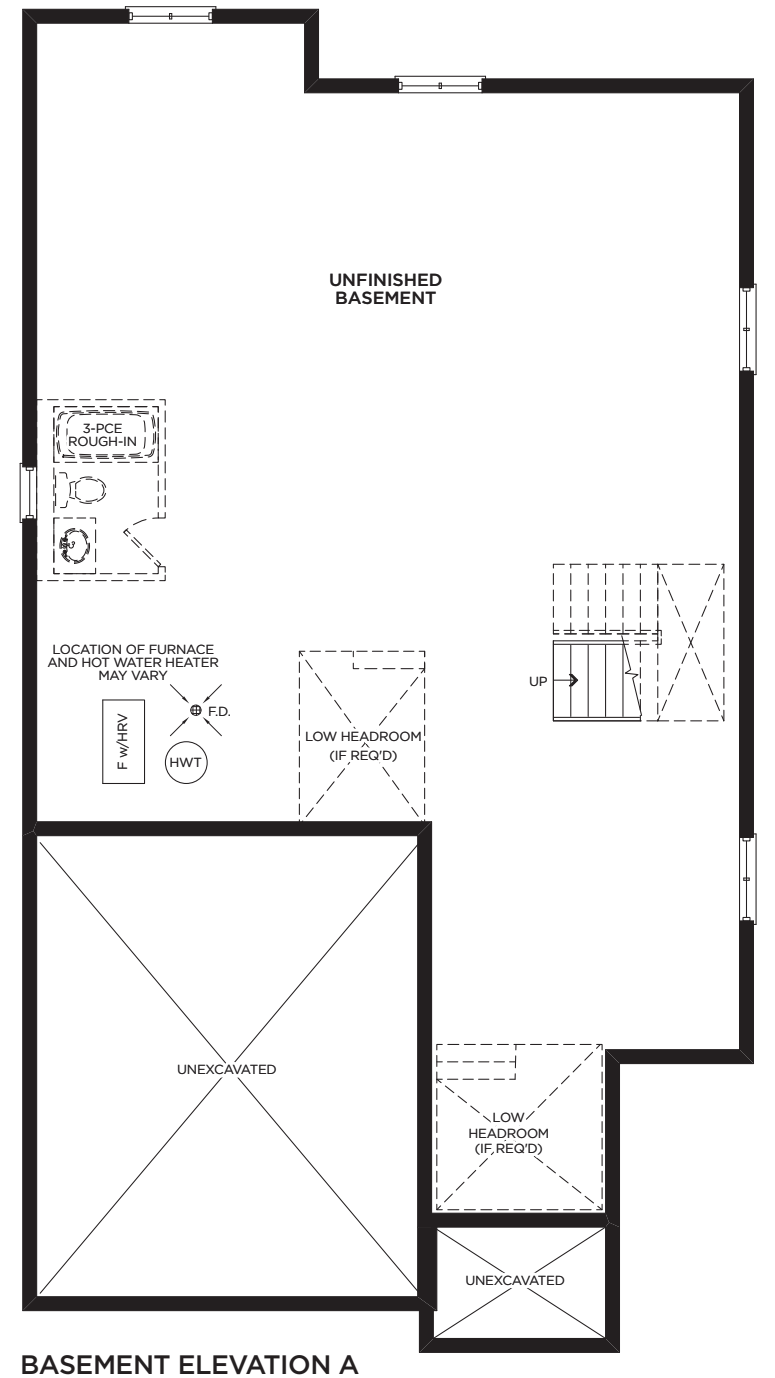 UNFINISHED
BASEMENT
3-PCE
ROUGH-IN
LOCATION OF FURNACE
AND HOT WATER HEATER
MAY VARY
F.D.
F w/HRV
HWT
LOW HEADROOM
(IF REQ'D)
UP
UNEXCAVATED
LOW
HEADROOM
(IF REQ'D)
UNEXCAVATED
BASEMENT ELEVATION A